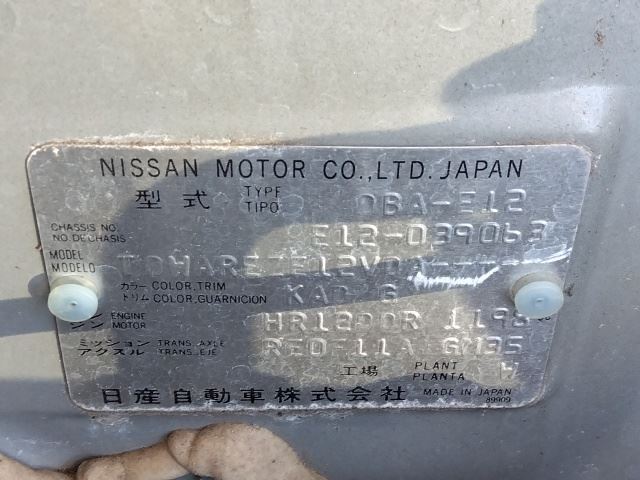 NISSAN MOTOR CO.,LTD. JAPAN
型式 TYPE TIPO DBA-E12
CHASSIS NO. NO. DE CHASIS E12-039063
MODEL MODELO
カラー COLOR, TRIM
トリム COLOR, GUARNICION
ENGINE MOTOR HR12DDR 1198
ミッション TRANS. AXLE
アクスル TRANS. EJE RE0F11A GM35
工場 PLANT PLANTA
日産自動車株式会社 MADE IN JAPAN
89909